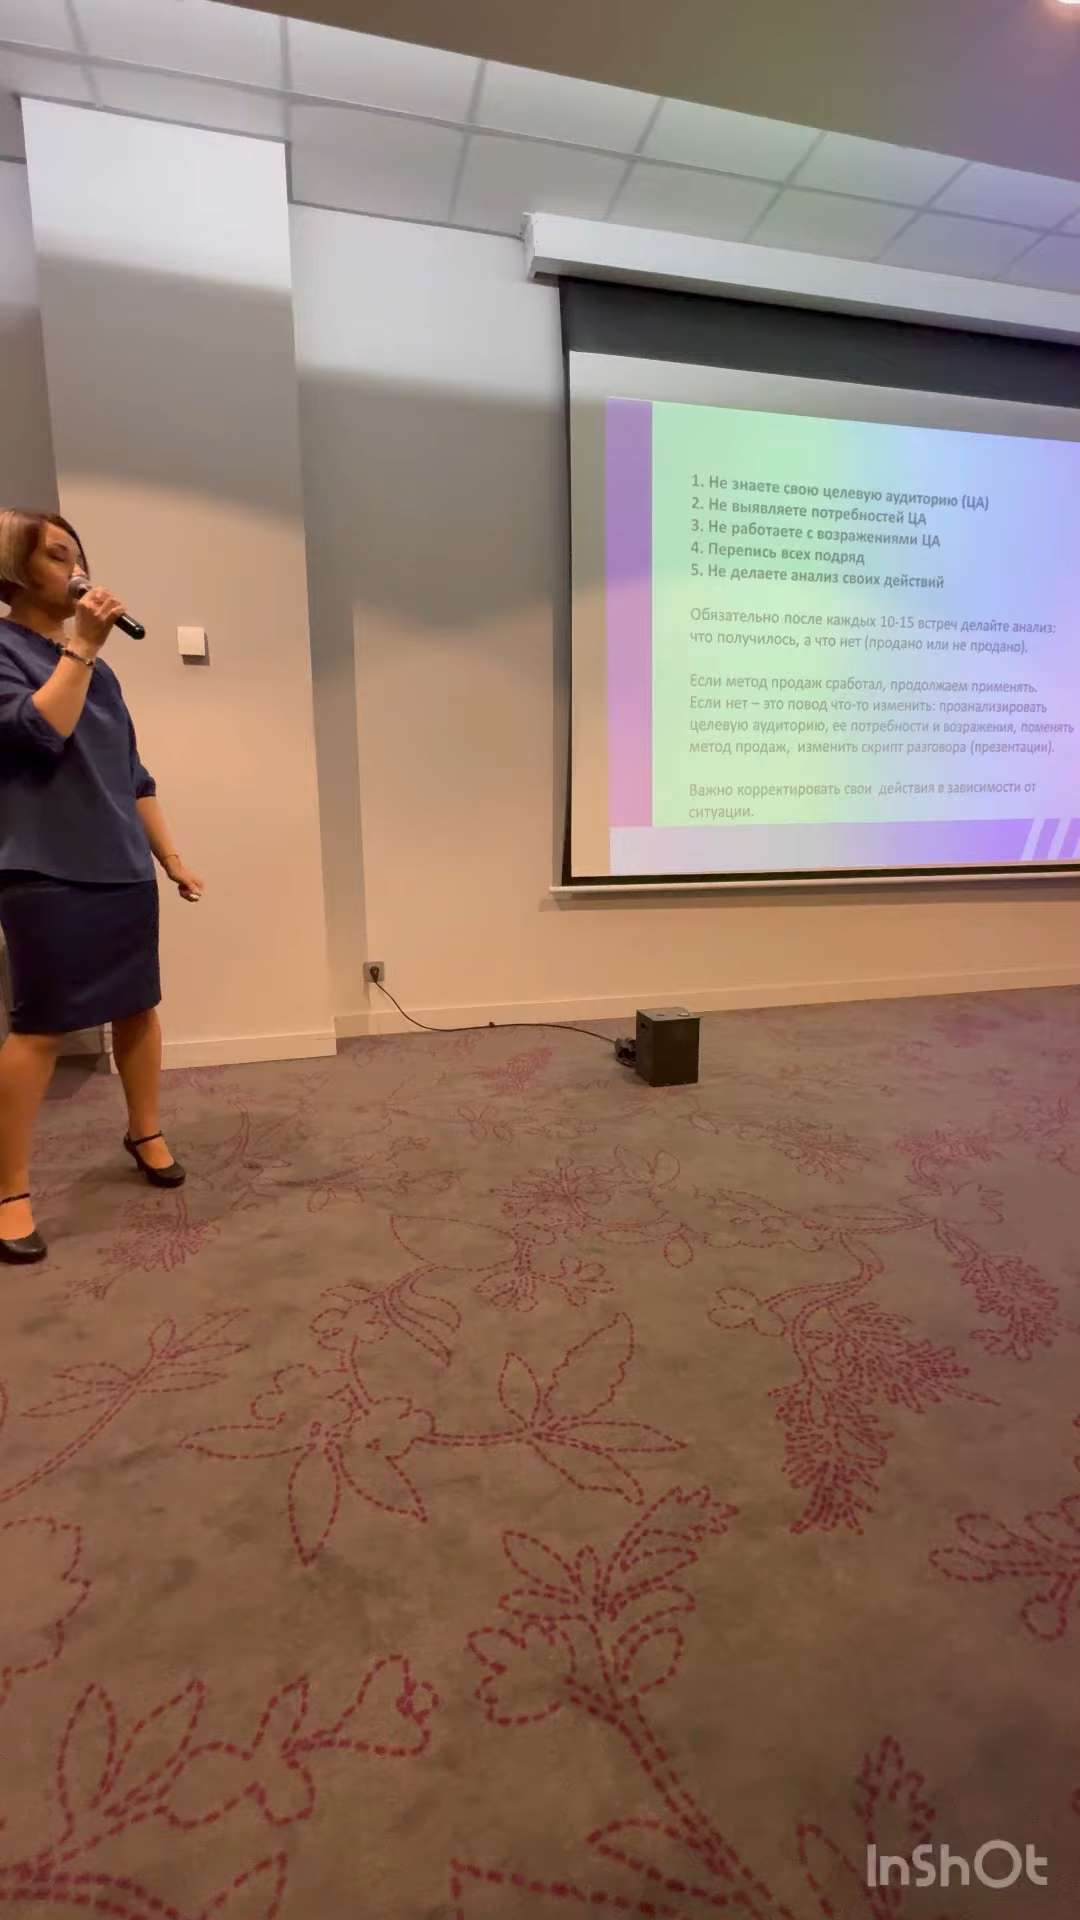 1. Не знаете свою целевую аудиторию (ЦА)
2. Не выявляете потребностей ЦА
3. Не работаете с возражениями ЦА
4. Перепись всех подряд
5. Не делаете анализ своих действий
Обязательно после каждых 10-15 встреч делайте анализ:
что получилось, а что нет (продано или не продано).
Если метод продаж сработал, продолжаем применять.
Если нет – это повод что-то изменить: проанализировать
целевую аудиторию, ее потребности и возражения, поменять
метод продаж, изменить скрипт разговора (презентации).
Важно корректировать свои действия в зависимости от
ситуации.
InShOt